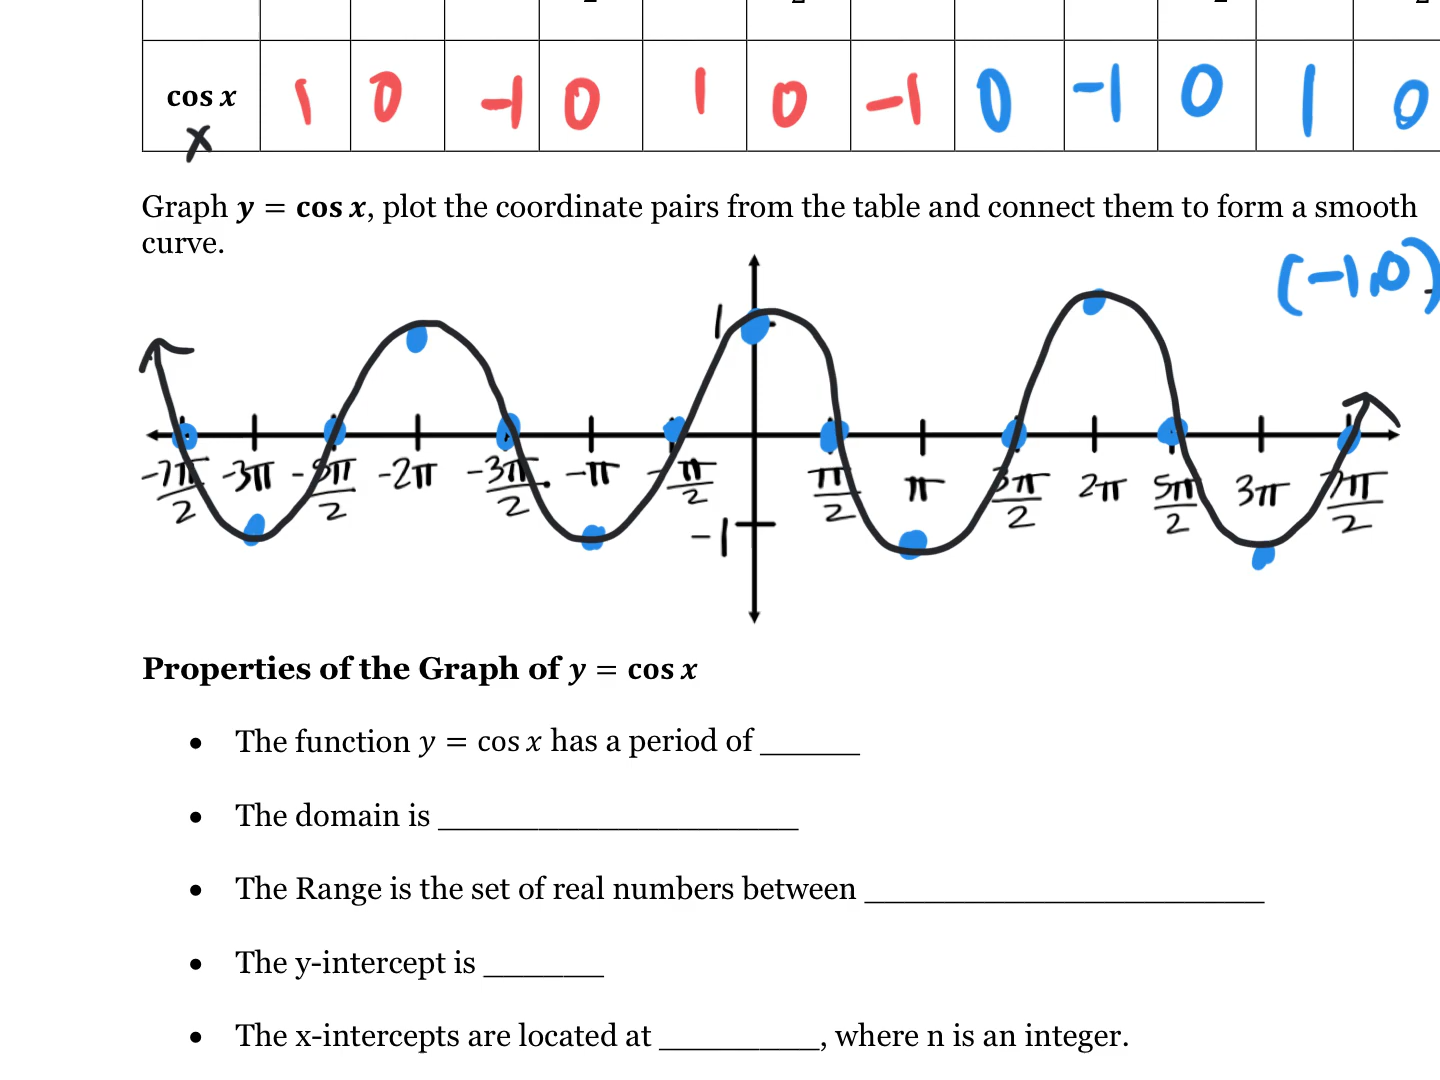 cos x 1 0 -1 0 1 0 -1 0 -1 0 1 0
x
Graph y = cos x, plot the coordinate pairs from the table and connect them to form a smooth
curve.
(-1,0)
1
-7π/2 -3π -5π/2 -2π -3π/2 -π -π/2 π/2 π 3π/2 2π 5π/2 3π 7π/2
-1
Properties of the Graph of y = cos x
• The function y = cos x has a period of _____
• The domain is __________________
• The Range is the set of real numbers between ____________________
• The y-intercept is ______
• The x-intercepts are located at ________, where n is an integer.